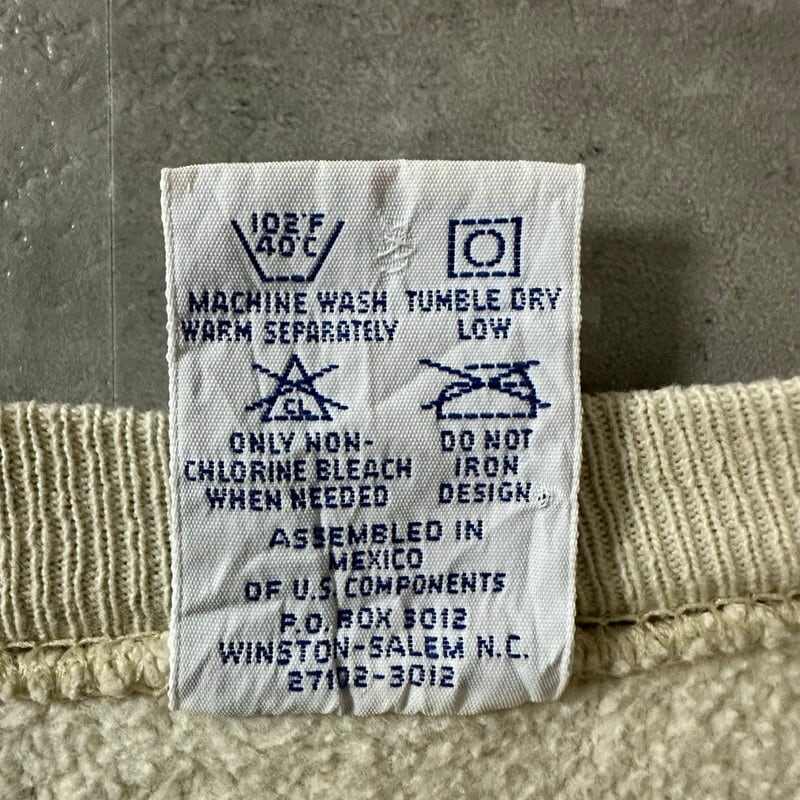 102°F
40°C
MACHINE WASH
WARM SEPARATELY
TUMBLE DRY
LOW
CL
ONLY NON-
CHLORINE BLEACH
WHEN NEEDED
DO NOT
IRON
DESIGN.
ASSEMBLED IN
MEXICO
OF U.S. COMPONENTS
P.O. BOX 3012
WINSTON-SALEM N.C.
27102-3012